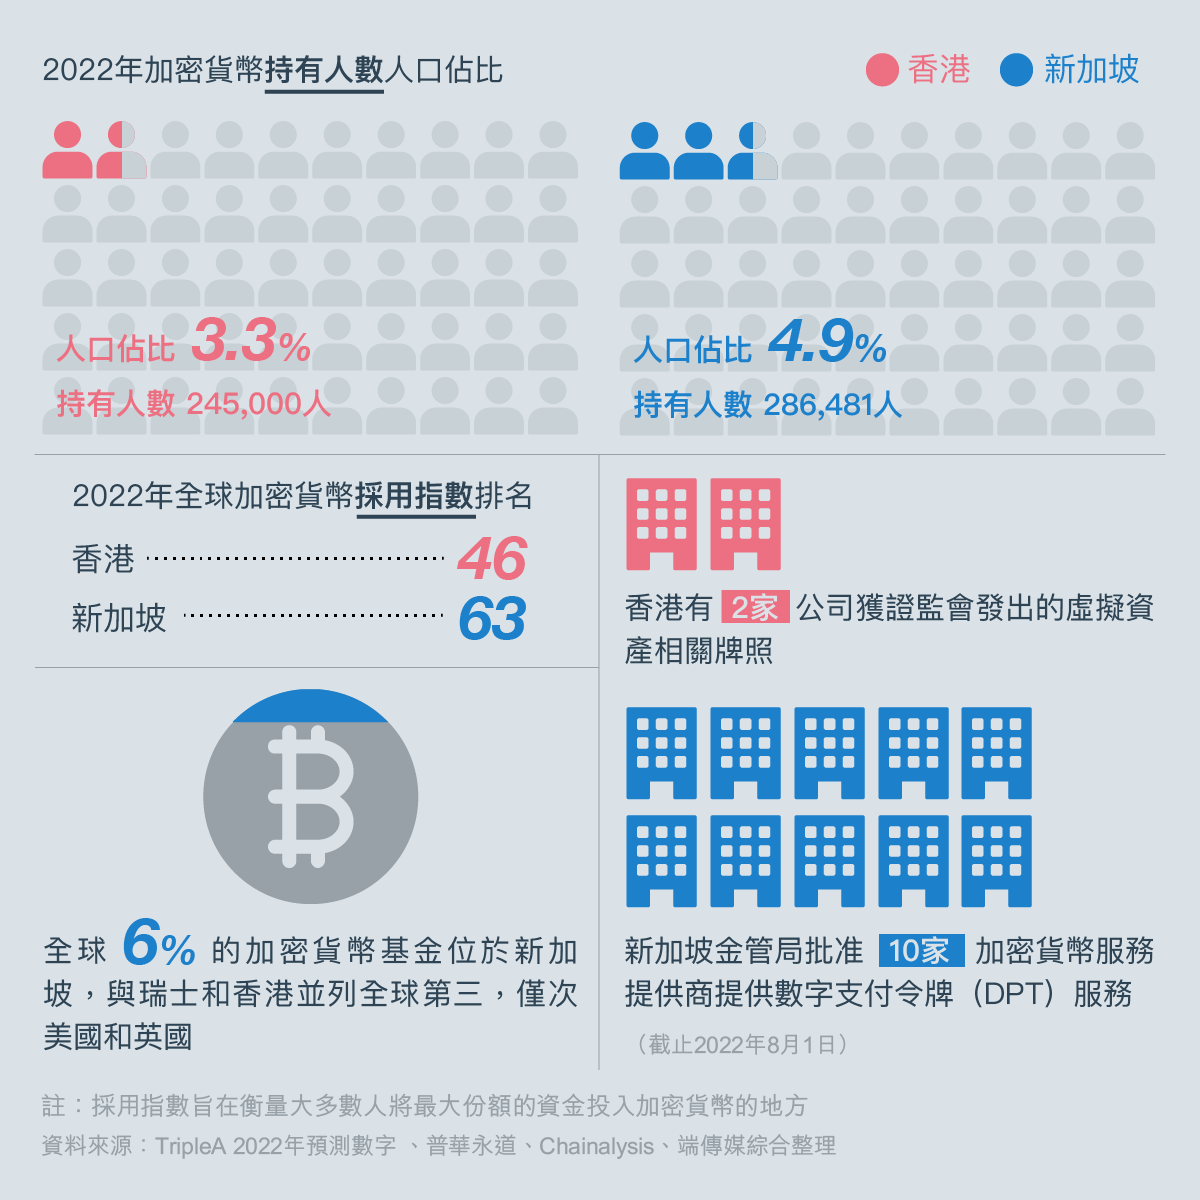 2022年加密貨幣持有人數人口佔比
香港 新加坡
人口佔比 3.3%
持有人數 245,000人
人口佔比 4.9%
持有人數 286,481人
2022年全球加密貨幣採用指數排名
香港 46
新加坡 63
全球 6% 的加密貨幣基金位於新加
坡，與瑞士和香港並列全球第三，僅次
美國和英國
香港有 2家 公司獲證監會發出的虛擬資
產相關牌照
新加坡金管局批准 10家 加密貨幣服務
提供商提供數字支付令牌（DPT）服務
（截止2022年8月1日）
註：採用指數旨在衡量大多數人將最大份額的資金投入加密貨幣的地方
資料來源：TripleA 2022年預測數字 、普華永道、Chainalysis、端傳媒綜合整理